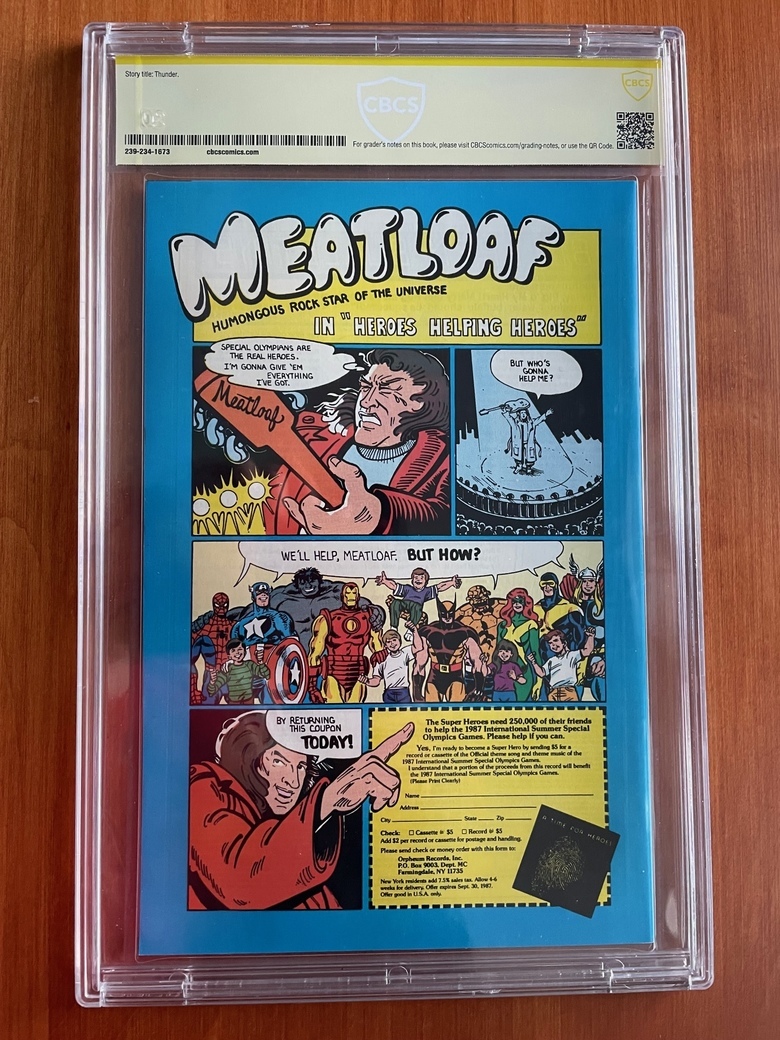 Story title: Thunder.
CBCS
CBCS
239-234-1673
cbcscomics.com
For grader's notes on this book, please visit CBCScomics.com/grading-notes, or use the QR Code.
MEATLOAF
HUMONGOUS ROCK STAR OF THE UNIVERSE
IN "HEROES HELPING HEROES"
SPECIAL OLYMPIANS ARE
THE REAL HEROES.
I'M GONNA GIVE 'EM
EVERYTHING
I'VE GOT.
Meatloaf
BUT WHO'S
GONNA
HELP ME?
WE'LL HELP, MEATLOAF. BUT HOW?
BY RETURNING
THIS COUPON
TODAY!
The Super Heroes need 250,000 of their friends
to help the 1987 International Summer Special
Olympics Games. Please help if you can.
Yes, I'm ready to become a Super Hero by sending $5 for a
record or cassette of the Official theme song and theme music of the
1987 International Summer Special Olympics Games.
I understand that a portion of the proceeds from this record will benefit
the 1987 International Summer Special Olympics Games.
(Please Print Clearly)
Name
Address
City State Zip
Check: Cassette @ $5 Record @ $5
Add $2 per record or cassette for postage and handling.
Please send check or money order with this form to:
Orpheum Records, Inc.
P.O. Box 9003, Dept. MC
Farmingdale, NY 11735
New York residents add 7.5% sales tax. Allow 4-6
weeks for delivery. Offer expires Sept. 30, 1987.
Offer good in U.S.A. only.
A TIME FOR HEROES